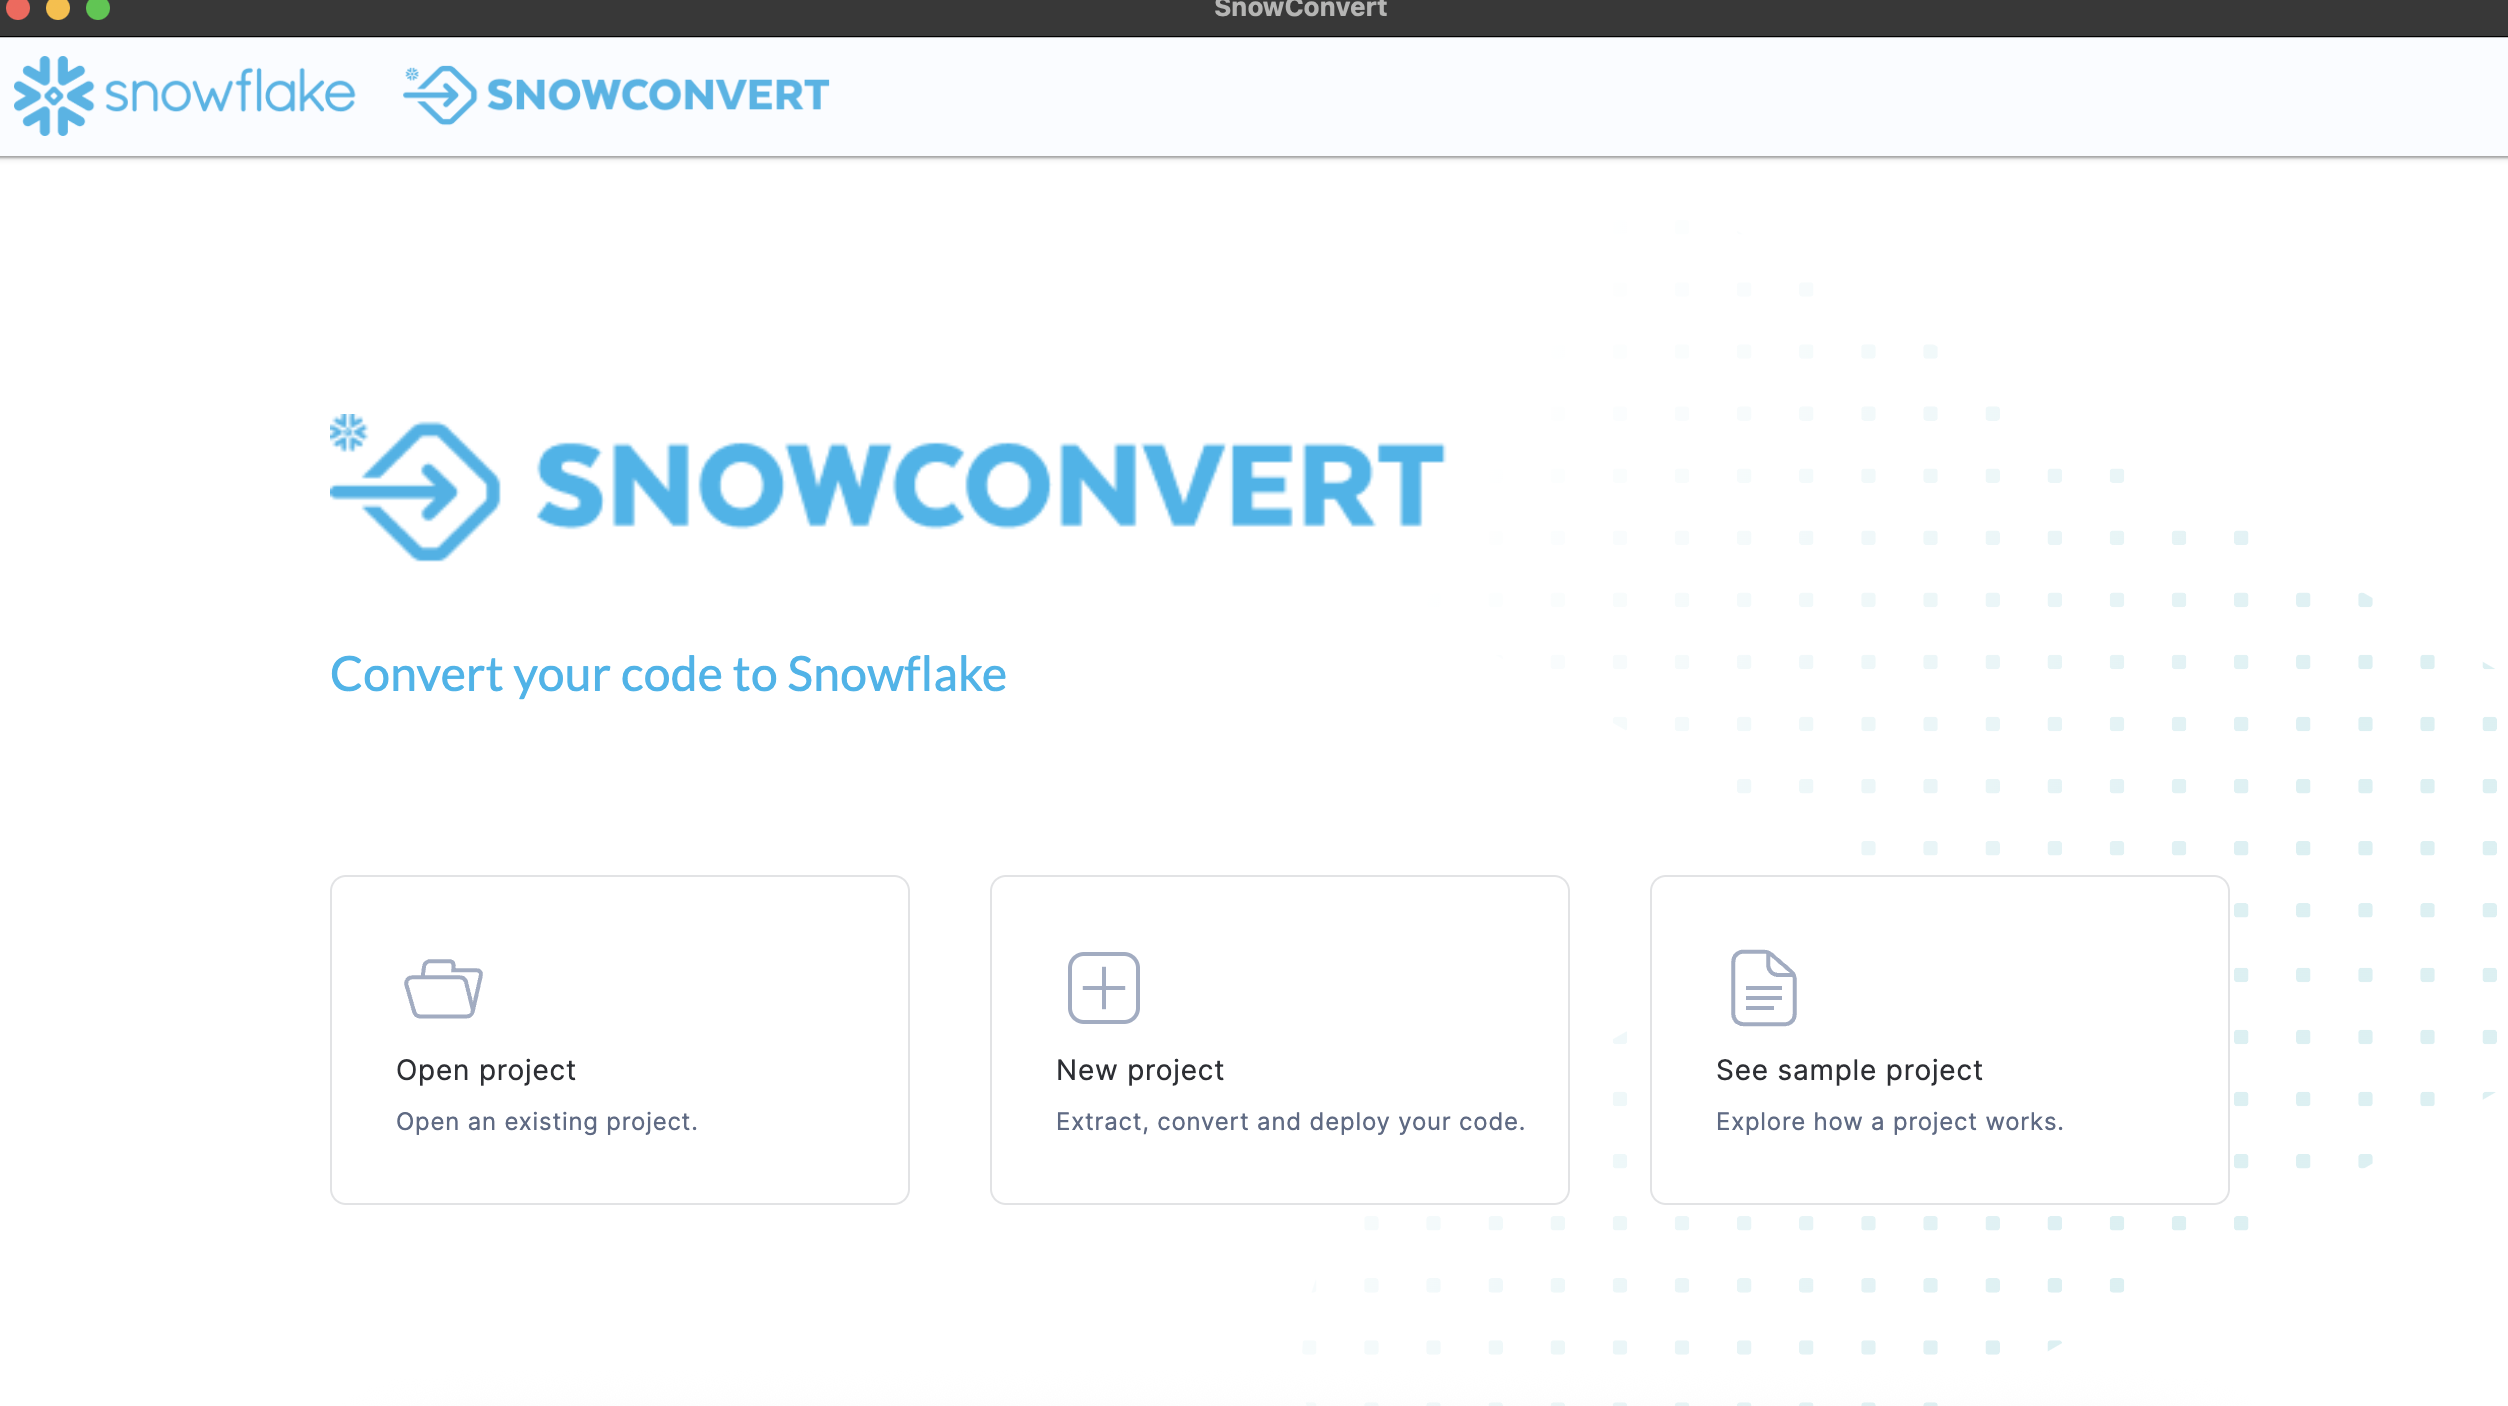 SnowConvert
snowflake SNOWCONVERT
SNOWCONVERT
Convert your code to Snowflake
Open project
Open an existing project.
New project
Extract, convert and deploy your code.
See sample project
Explore how a project works.